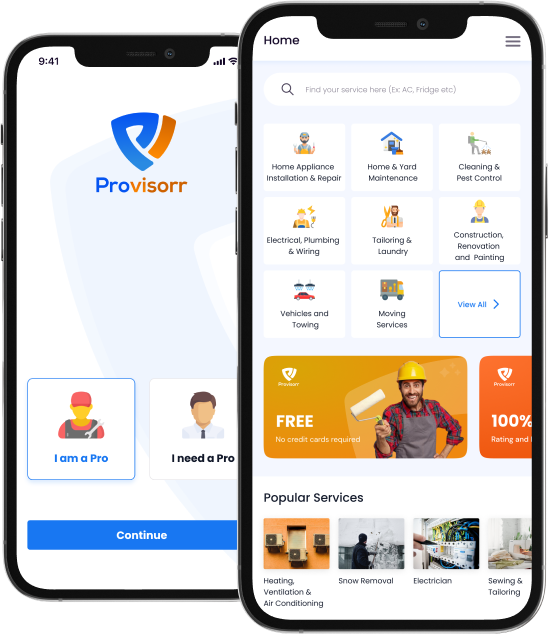 9:41
Provisorr
I am a Pro
I need a Pro
Continue
Home
Find your service here (Ex: AC, Fridge etc)
Home Appliance
Installation & Repair
Home & Yard
Maintenance
Cleaning &
Pest Control
Electrical, Plumbing
& Wiring
Tailoring &
Laundry
Construction,
Renovation
and Painting
Vehicles and
Towing
Moving
Services
View All
Provisorr
FREE
No credit cards required
Provisorr
100%
Rating and
Popular Services
Heating,
Ventilation &
Air Conditioning
Snow Removal
Electrician
Sewing &
Tailoring